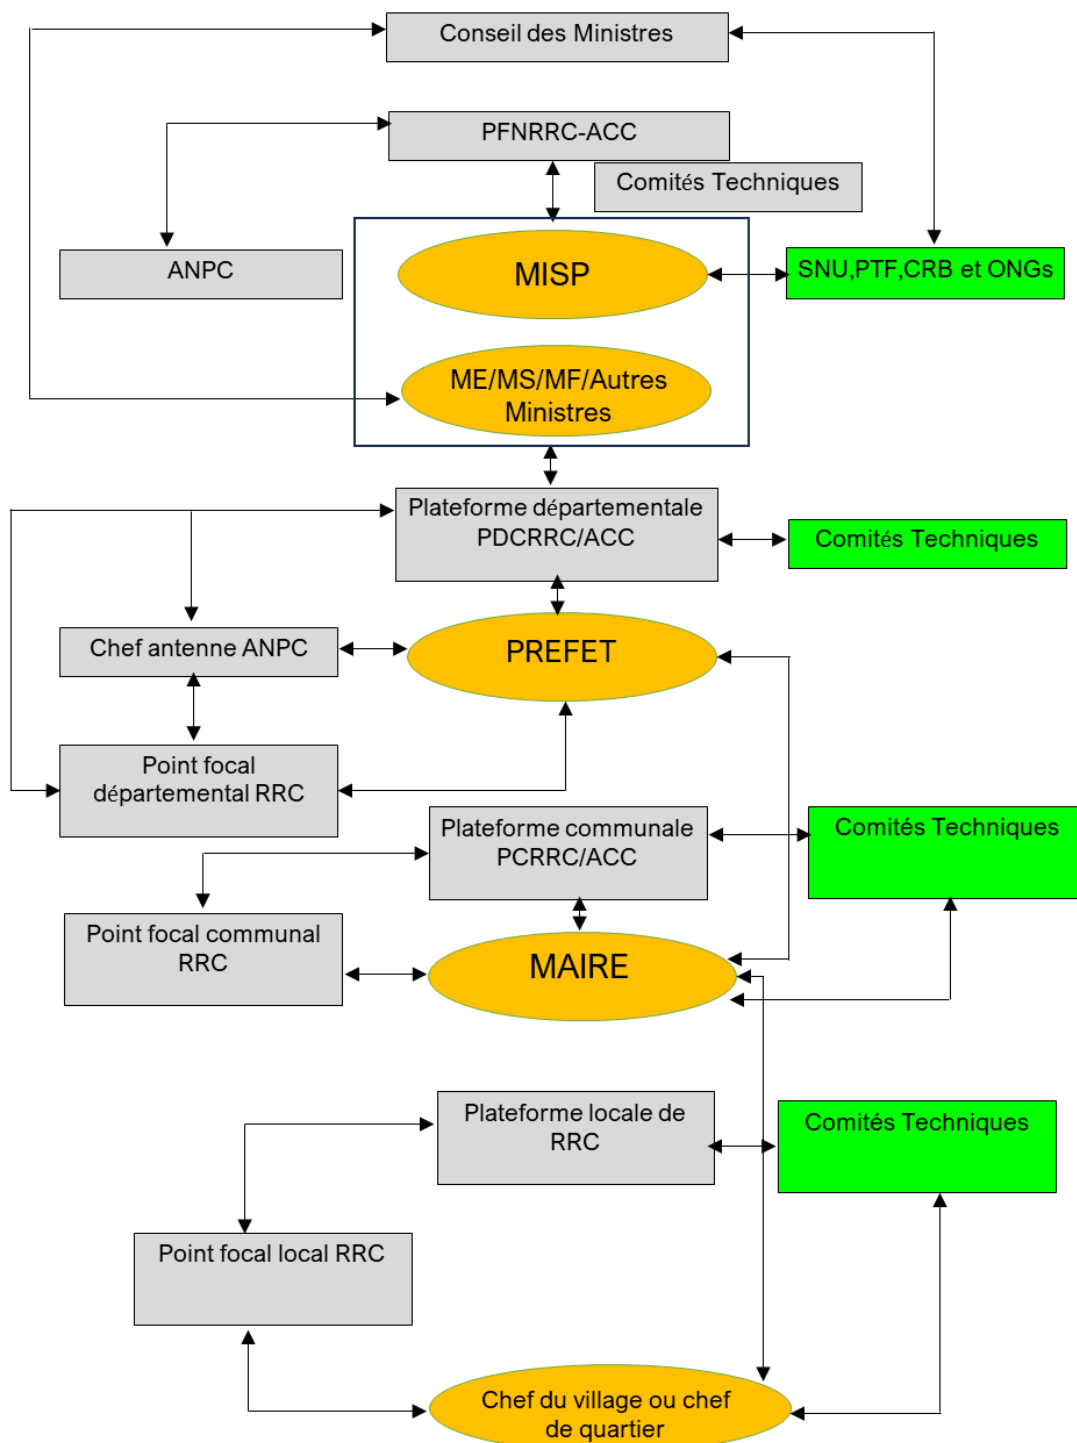 Conseil des Ministres
PFNRRC-ACC
Comités Techniques
ANPC
MISP
SNU,PTF,CRB et ONGs
ME/MS/MF/Autres
Ministres
Plateforme départementale
PDCRRC/ACC
Comités Techniques
Chef antenne ANPC
PREFET
Point focal
départemental RRC
Plateforme communale
PCRRC/ACC
Comités Techniques
Point focal communal
RRC
MAIRE
Plateforme locale de
RRC
Comités Techniques
Point focal local RRC
Chef du village ou chef
de quartier